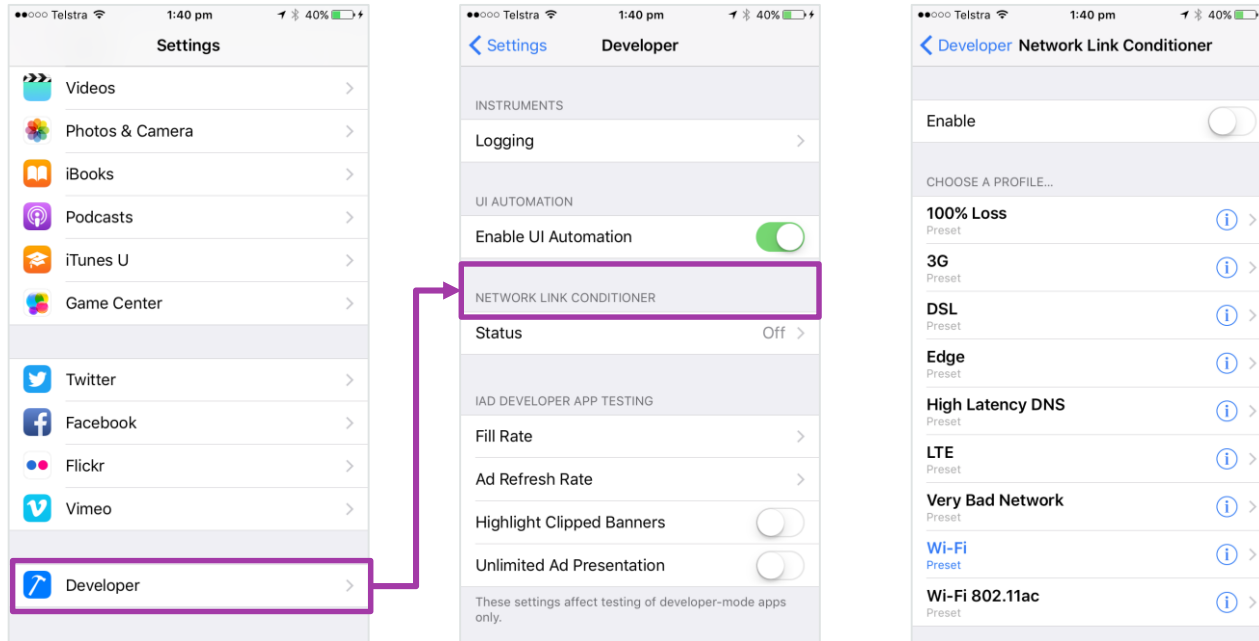 ●●○○○ Telstra 1:40 pm 40%
Settings
Videos
Photos & Camera
iBooks
Podcasts
iTunes U
Game Center
Twitter
Facebook
Flickr
Vimeo
Developer
●●○○○ Telstra 1:40 pm 40%
Settings Developer
INSTRUMENTS
Logging
UI AUTOMATION
Enable UI Automation
NETWORK LINK CONDITIONER
Status Off
IAD DEVELOPER APP TESTING
Fill Rate
Ad Refresh Rate
Highlight Clipped Banners
Unlimited Ad Presentation
These settings affect testing of developer-mode apps
only.
●●○○○ Telstra 1:40 pm 40%
Developer Network Link Conditioner
Enable
CHOOSE A PROFILE...
100% Loss
Preset
3G
Preset
DSL
Preset
Edge
Preset
High Latency DNS
Preset
LTE
Preset
Very Bad Network
Preset
Wi-Fi
Preset
Wi-Fi 802.11ac
Preset